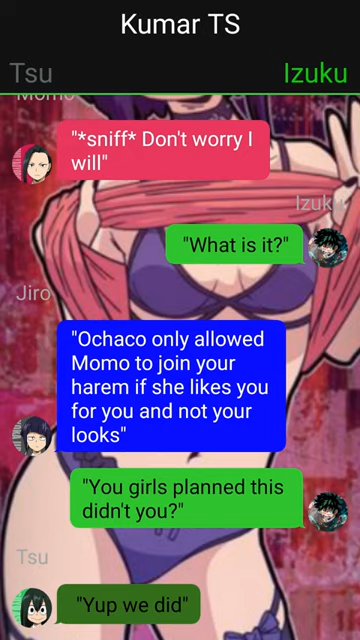 Kumar TS
Tsu Izuku
Momo
"*sniff* Don't worry I
will"
Izuku
"What is it?"
Jiro
"Ochaco only allowed
Momo to join your
harem if she likes you
for you and not your
looks"
"You girls planned this
didn't you?"
Tsu
"Yup we did"